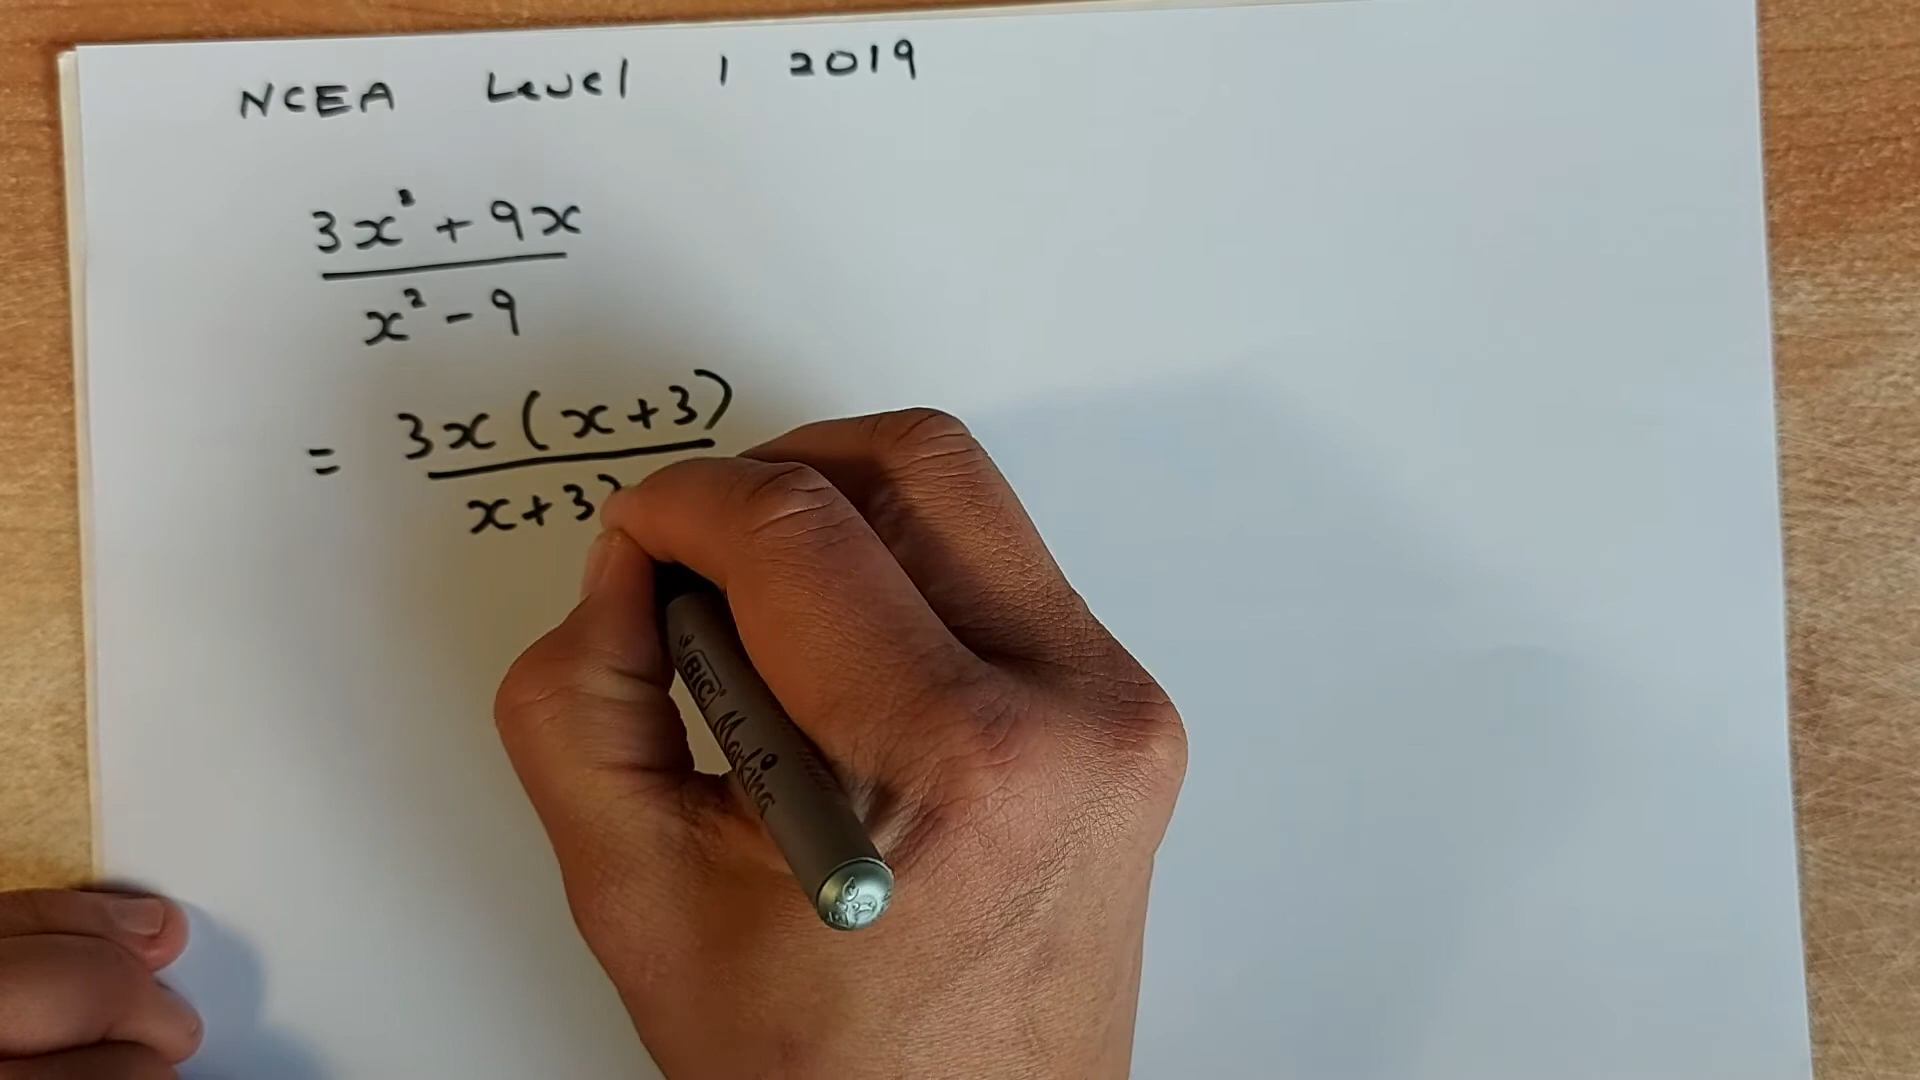 NCEA Level 1 2019
3x² + 9x
x² - 9
= 3x (x+3)
x+3)
BIC Marking